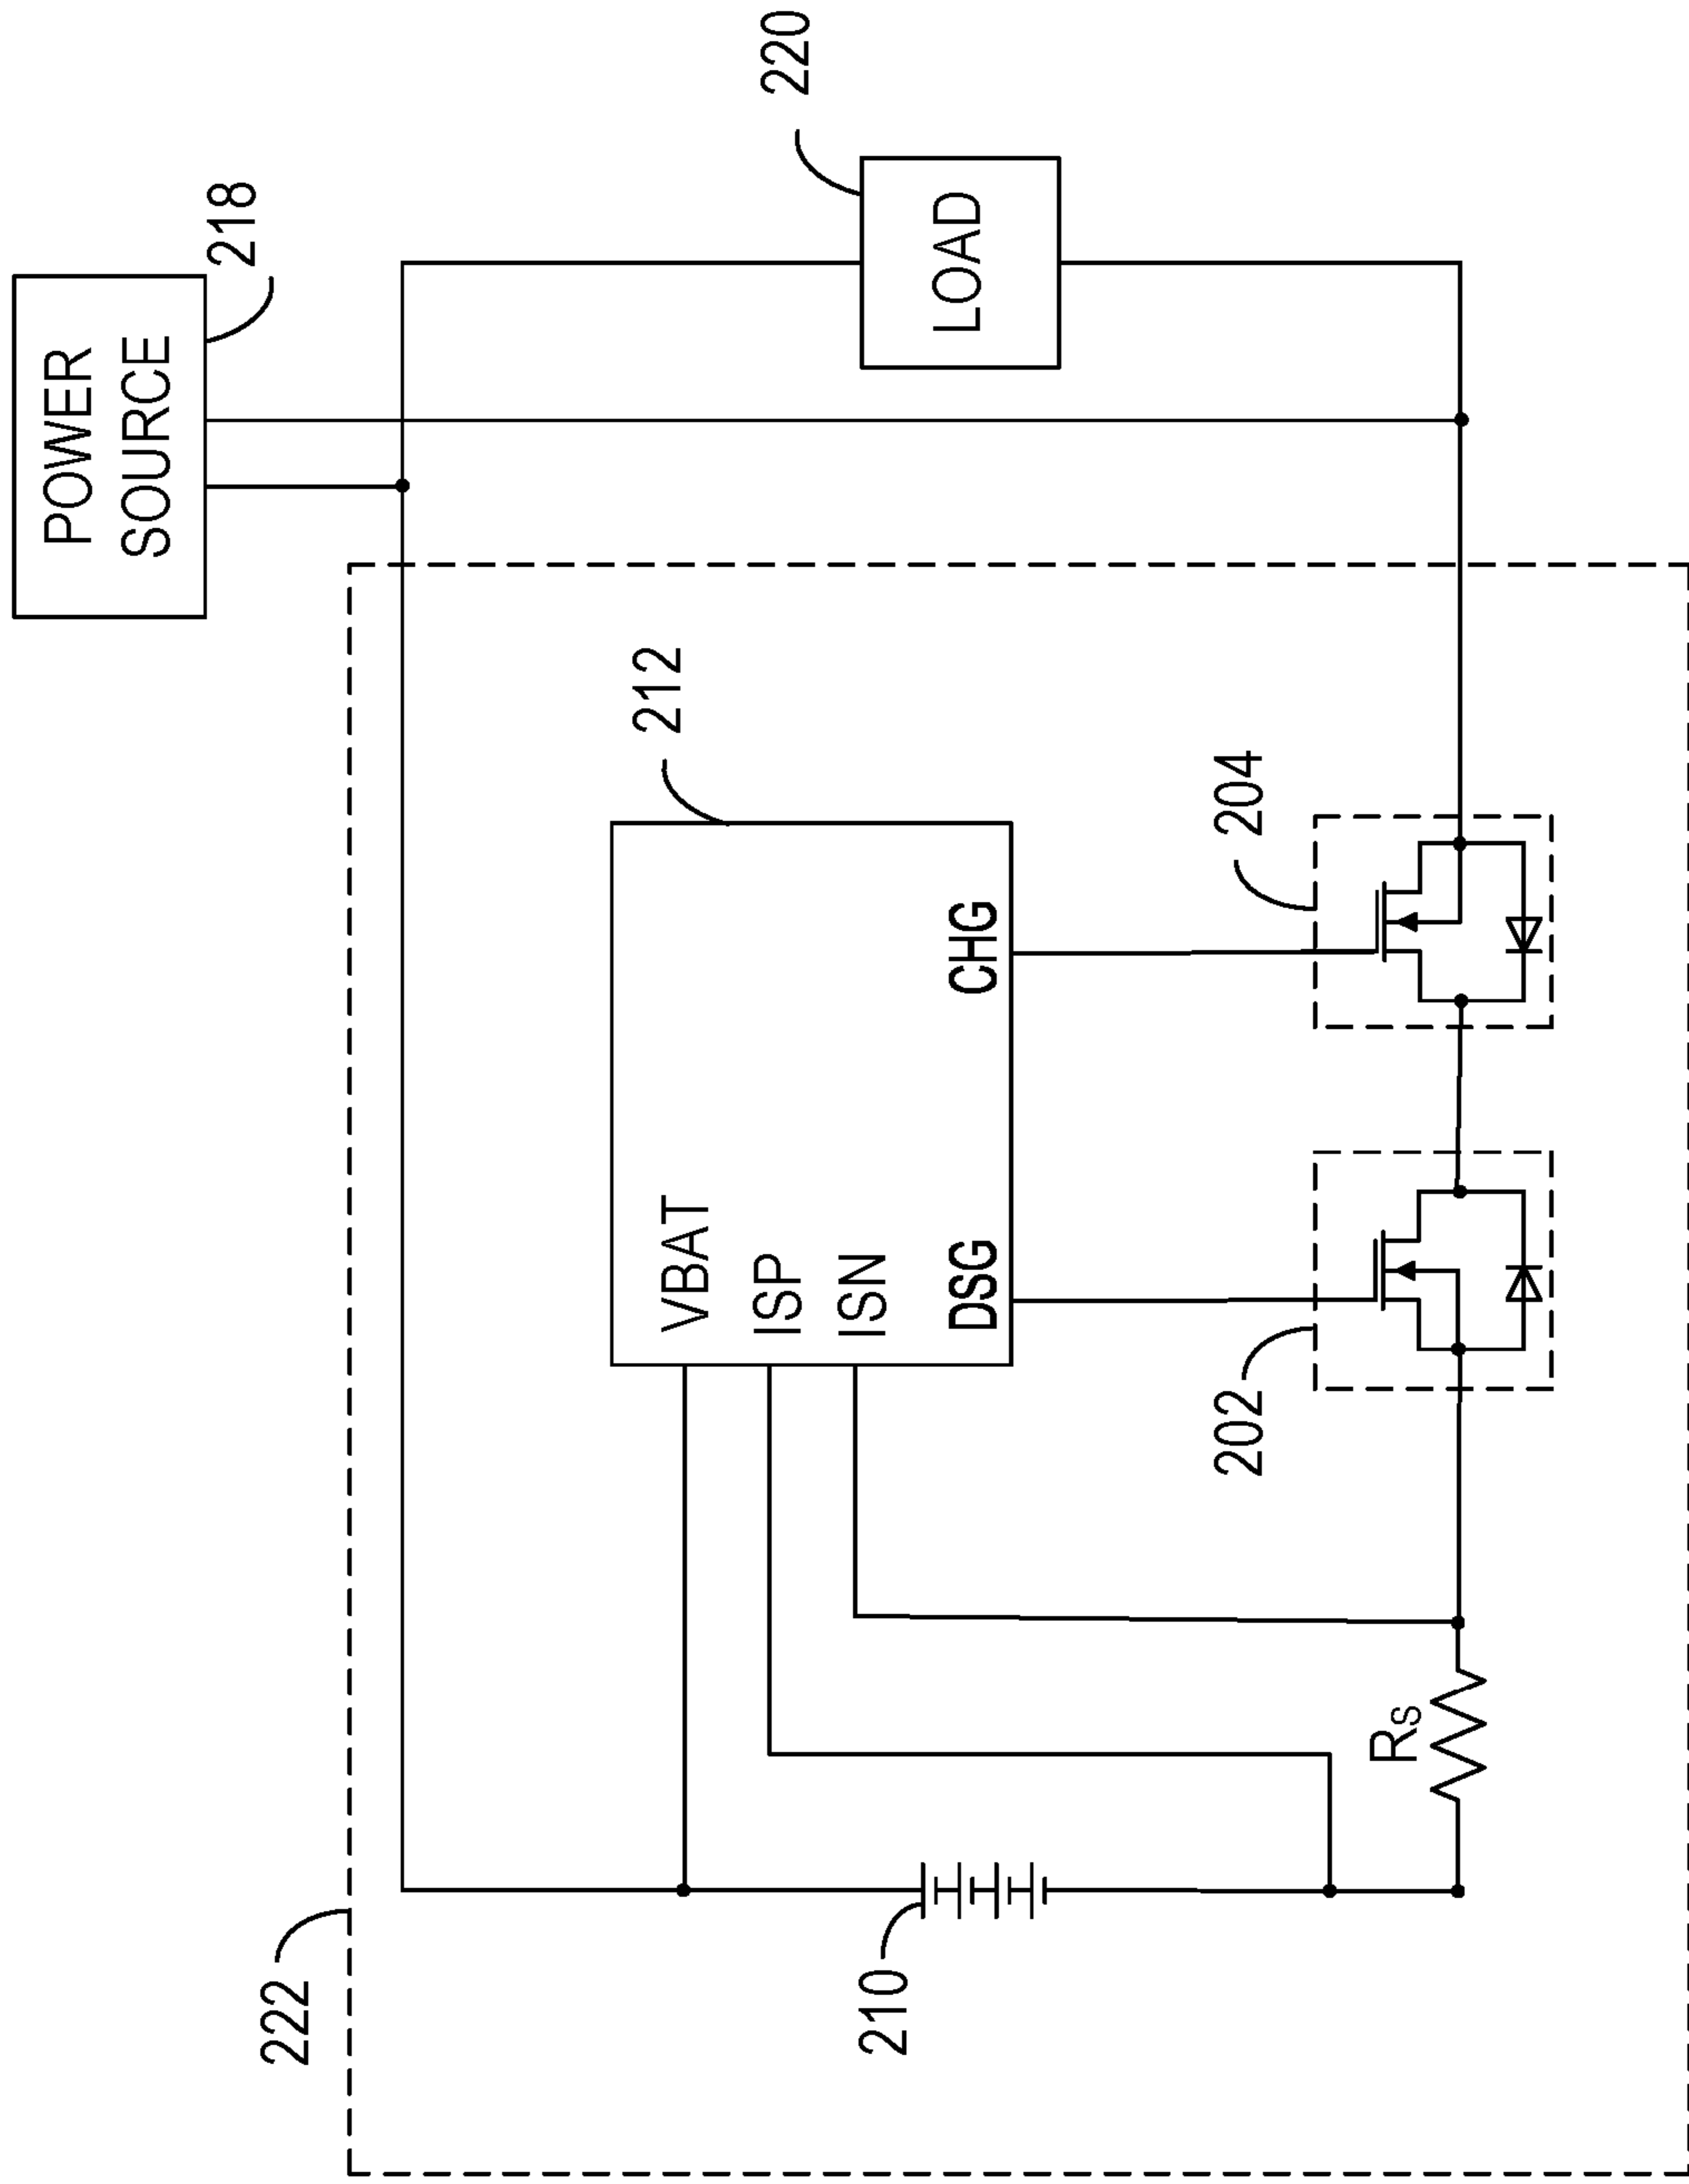 POWER
SOURCE
218
220
LOAD
222
212
VBAT
ISP
ISN
DSG
CHG
210
202
204
RS